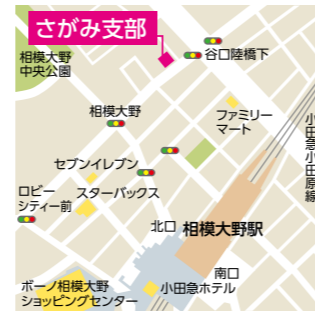 さがみ支部
谷口陸橋下
相模大野
中央公園
相模大野
ファミリー
マート
小田急小田原線
セブンイレブン
スターバックス
ロビー
シティー前
北口
相模大野駅
南口
ボーノ相模大野
ショッピングセンター
小田急ホテル